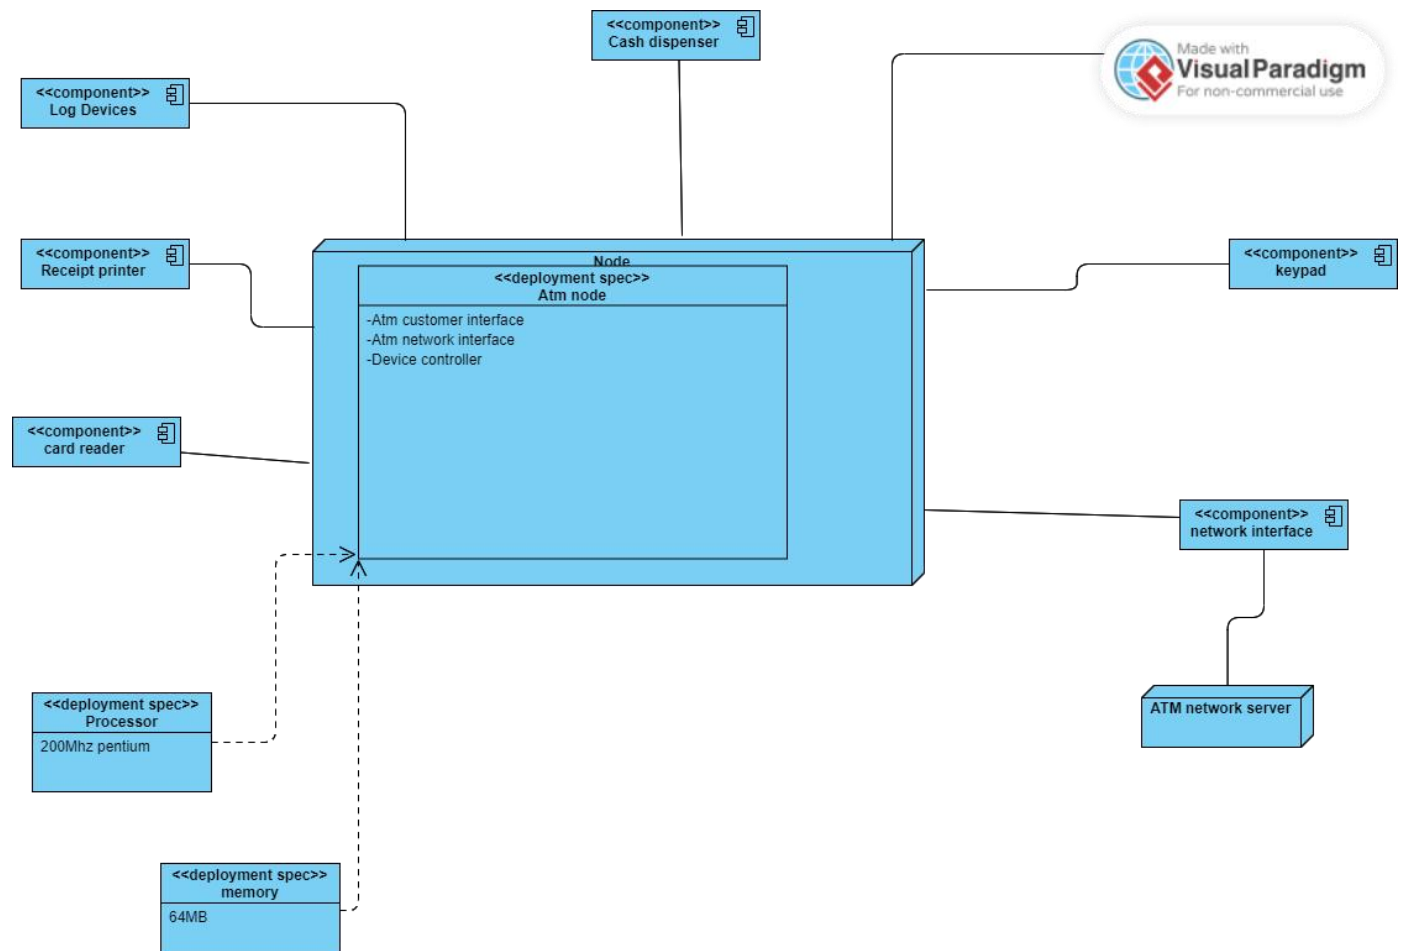 <<component>>
Cash dispenser
Made with
Visual Paradigm
For non-commercial use
<<component>>
Log Devices
<<component>>
Receipt printer
<<component>>
keypad
Node
<<deployment spec>>
Atm node
-Atm customer interface
-Atm network interface
-Device controller
<<component>>
card reader
<<component>>
network interface
<<deployment spec>>
Processor
200Mhz pentium
ATM network server
<<deployment spec>>
memory
64MB